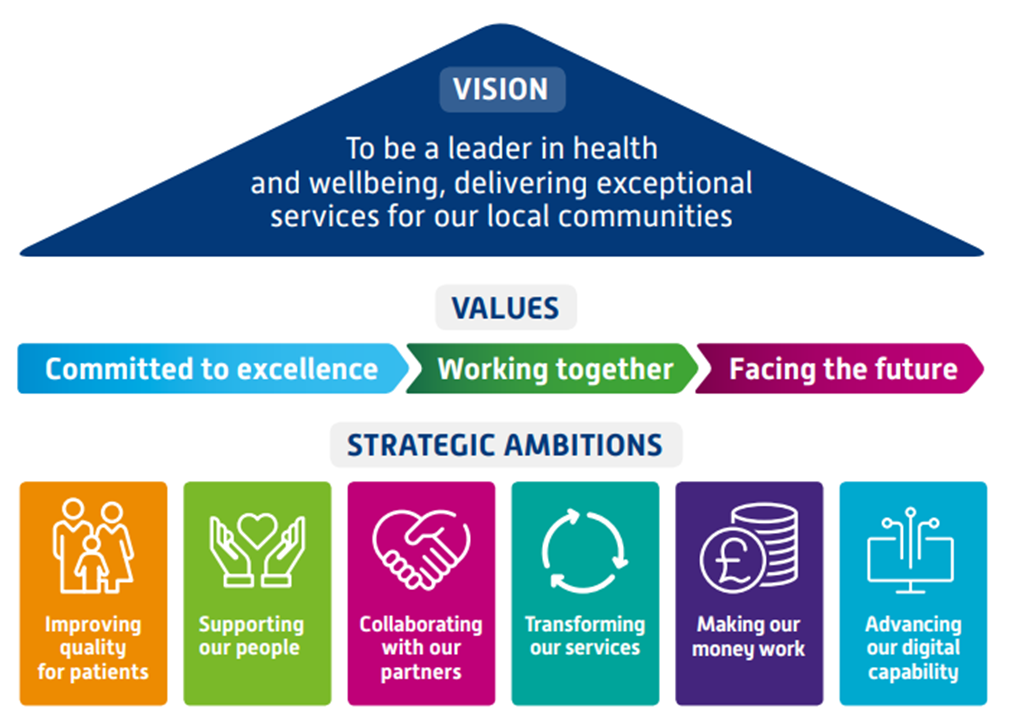 VISION
To be a leader in health
and wellbeing, delivering exceptional
services for our local communities
VALUES
Committed to excellence
Working together
Facing the future
STRATEGIC AMBITIONS
Improving
quality
for patients
Supporting
our people
Collaborating
with our
partners
Transforming
our services
£
Making our
money work
Advancing
our digital
capability